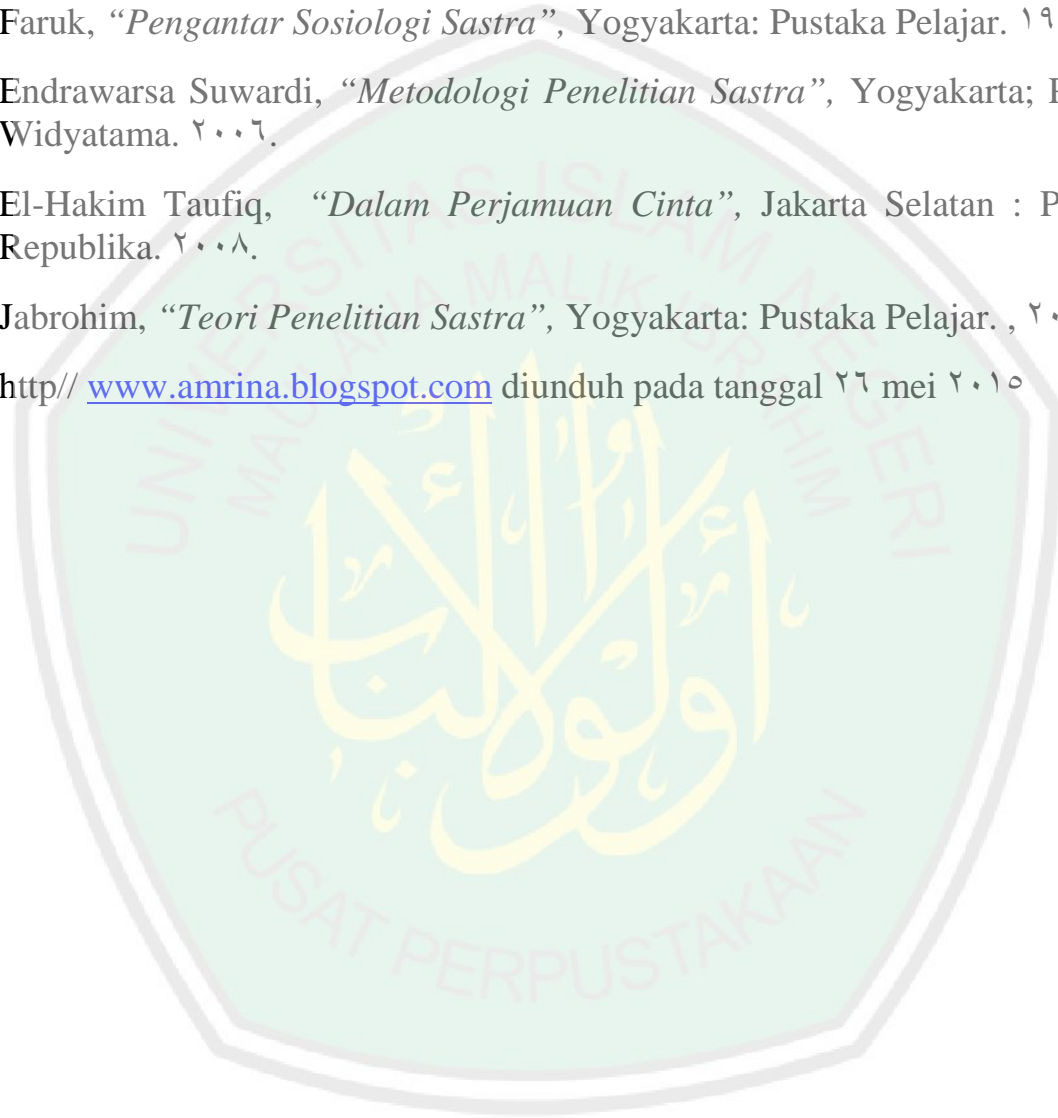 Faruk, “Pengantar Sosiologi Sastra”, Yogyakarta: Pustaka Pelajar. ١٩
Endrawarsa Suwardi, “Metodologi Penelitian Sastra”, Yogyakarta;
Widyatama. ٢٠٠٦.
El-Hakim Taufiq, “Dalam Perjamuan Cinta”, Jakarta Selatan :
Republika. ٢٠٠٨.
Jabrohim, “Teori Penelitian Sastra”, Yogyakarta: Pustaka Pelajar. , ٢٠
http// www.amrina.blogspot.com diunduh pada tanggal ٢٦ mei ٢٠١٥
UNIVERSITAS ISLAM NEGERI
MAULANA MALIK IBRAHIM
أولوا الألباب
PUSAT PERPUSTAKAAN